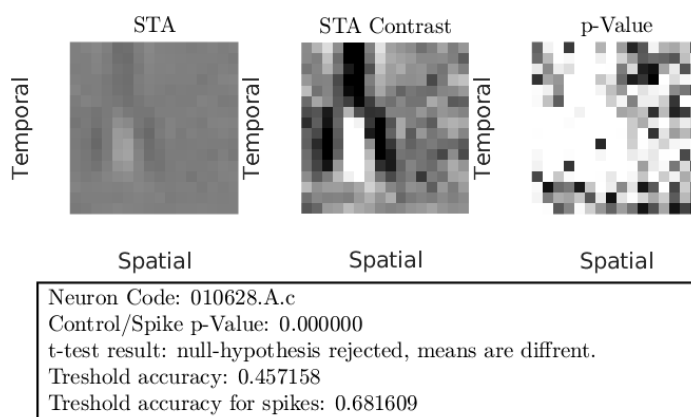 STA
STA Contrast
p-Value
Temporal
Temporal
Temporal
Spatial
Spatial
Spatial
Neuron Code: 010628.A.c
Control/Spike p-Value: 0.000000
t-test result: null-hypothesis rejected, means are diffrent.
Treshold accuracy: 0.457158
Treshold accuracy for spikes: 0.681609